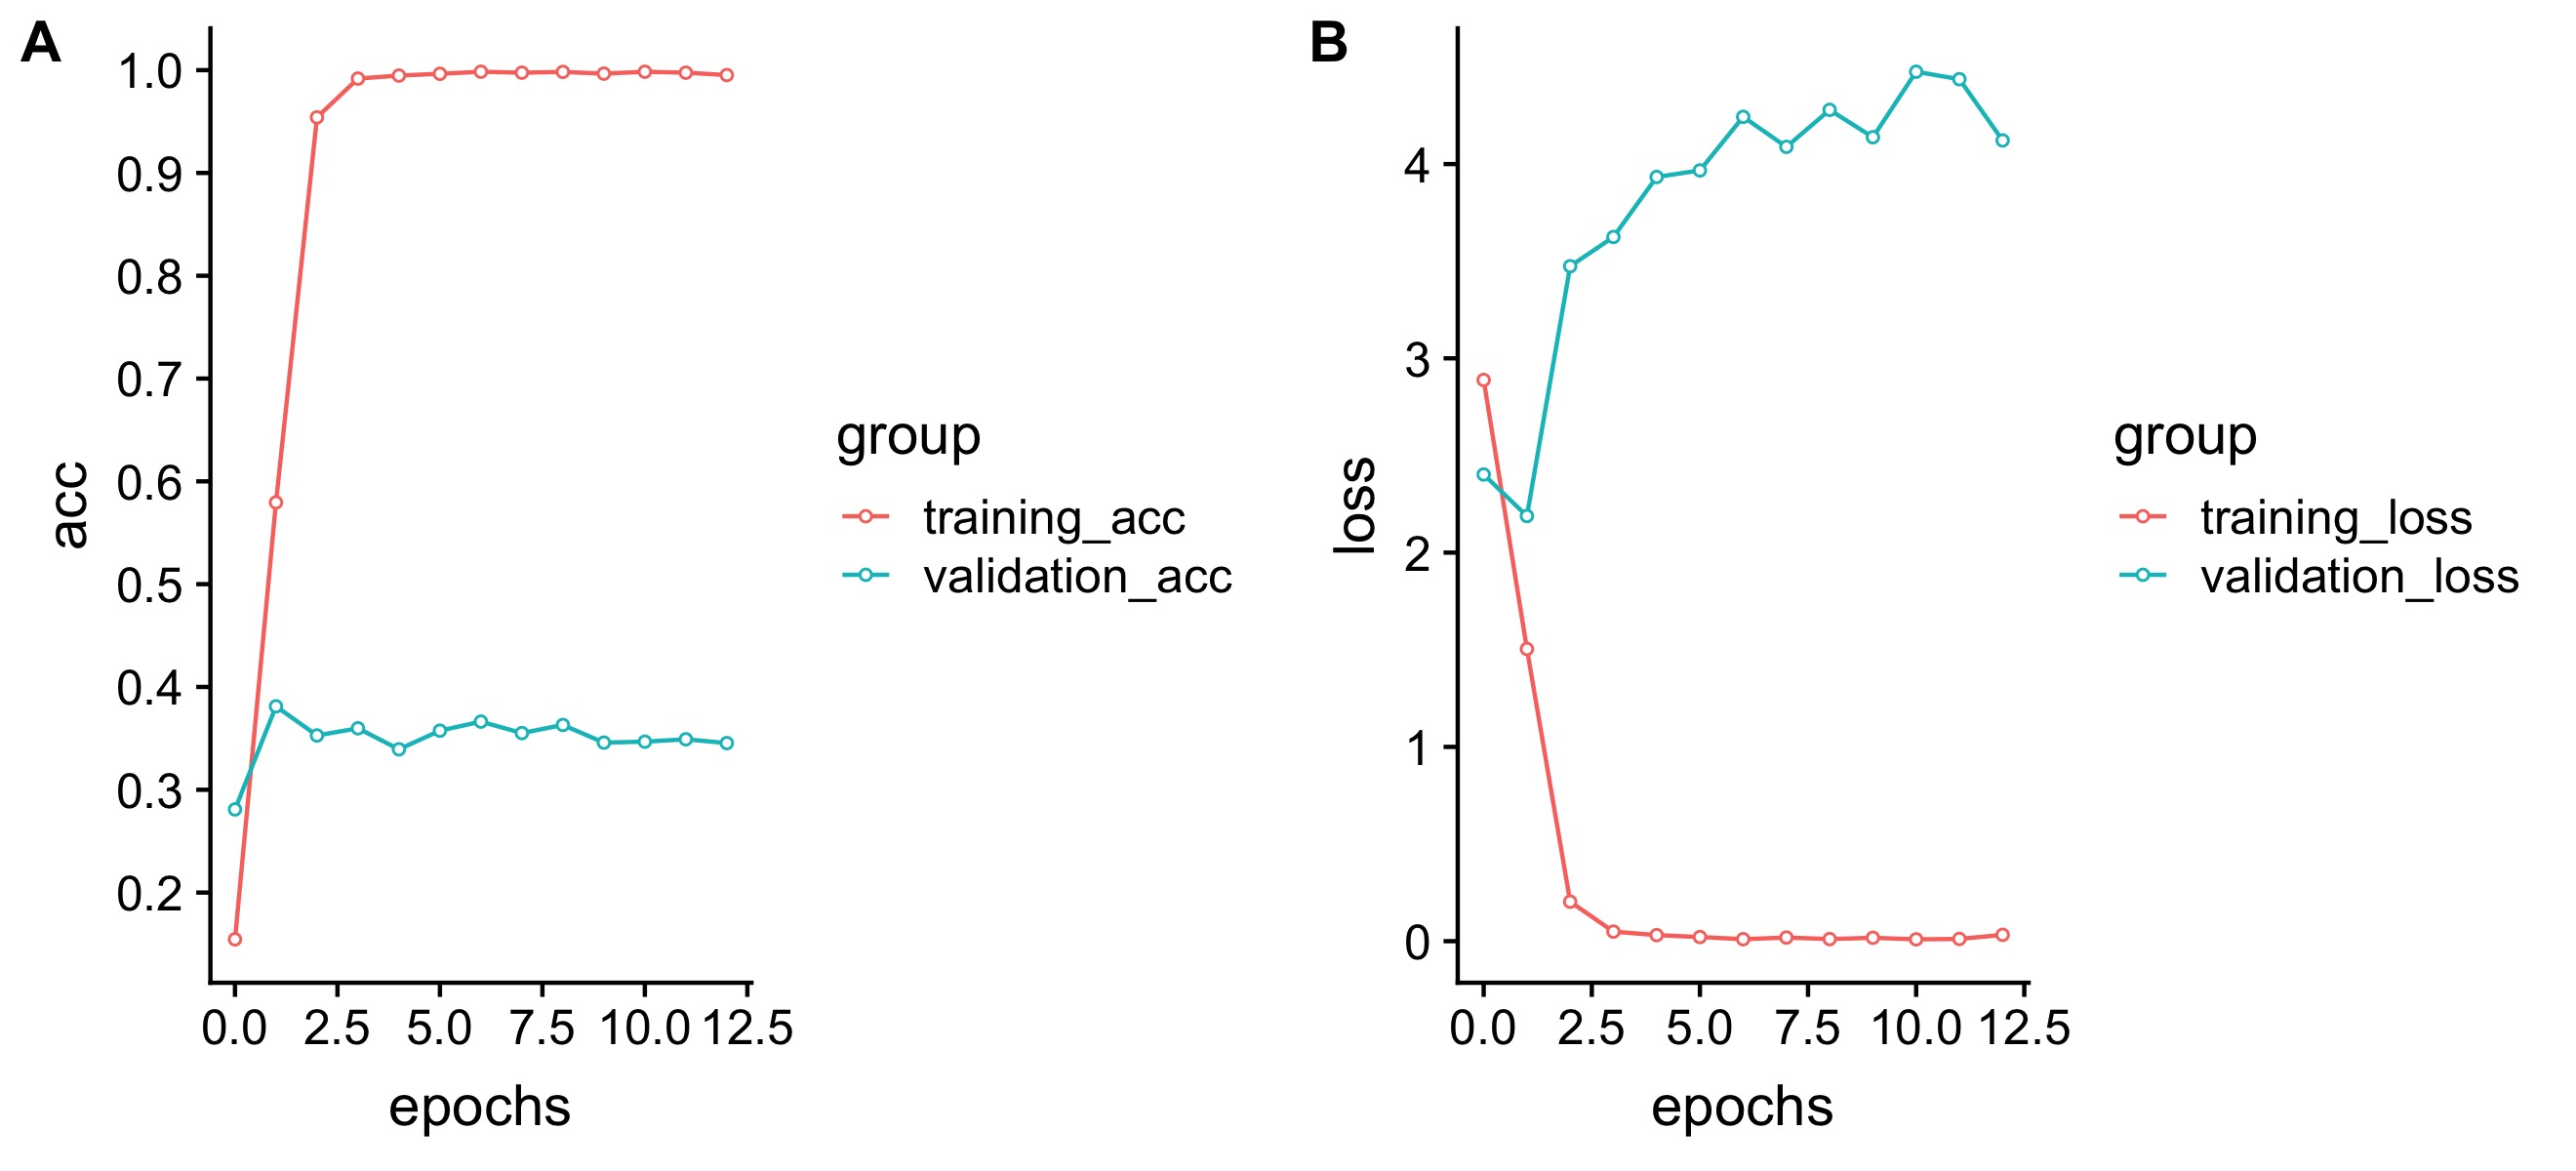 A
1.0
0.9
0.8
0.7
0.6
0.5
0.4
0.3
0.2
acc
0.0 2.5 5.0 7.5 10.0 12.5
epochs
group
training_acc
validation_acc
B
4
3
2
1
0
loss
0.0 2.5 5.0 7.5 10.0 12.5
epochs
group
training_loss
validation_loss